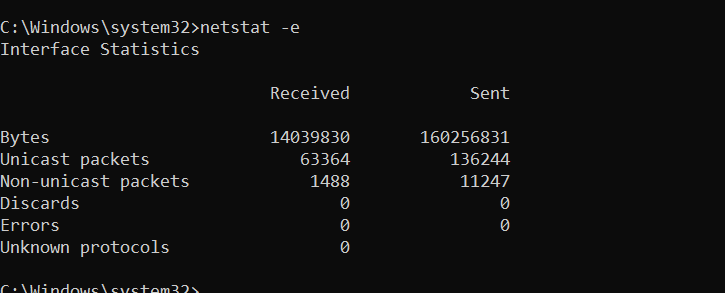 C:\Windows\system32>netstat -e
Interface Statistics
Received Sent
Bytes 14039830 160256831
Unicast packets 63364 136244
Non-unicast packets 1488 11247
Discards 0 0
Errors 0 0
Unknown protocols 0
C:\Windows\system32>